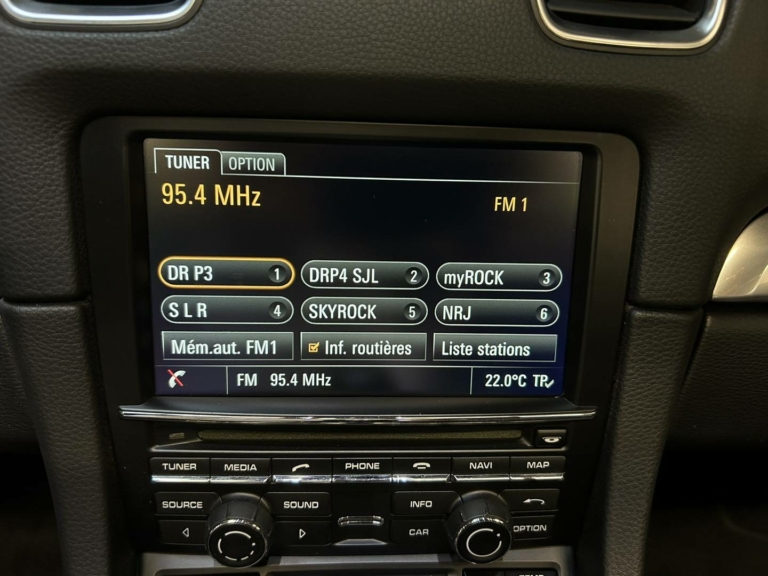 TUNER OPTION
95.4 MHz
FM 1
DR P3 1 DRP4 SJL 2 myROCK 3
S L R 4 SKYROCK 5 NRJ 6
Mém.aut. FM1 Inf. routières Liste stations
FM 95.4 MHz 22.0°C TP
TUNER MEDIA PHONE NAVI MAP
SOURCE SOUND INFO
CAR OPTION